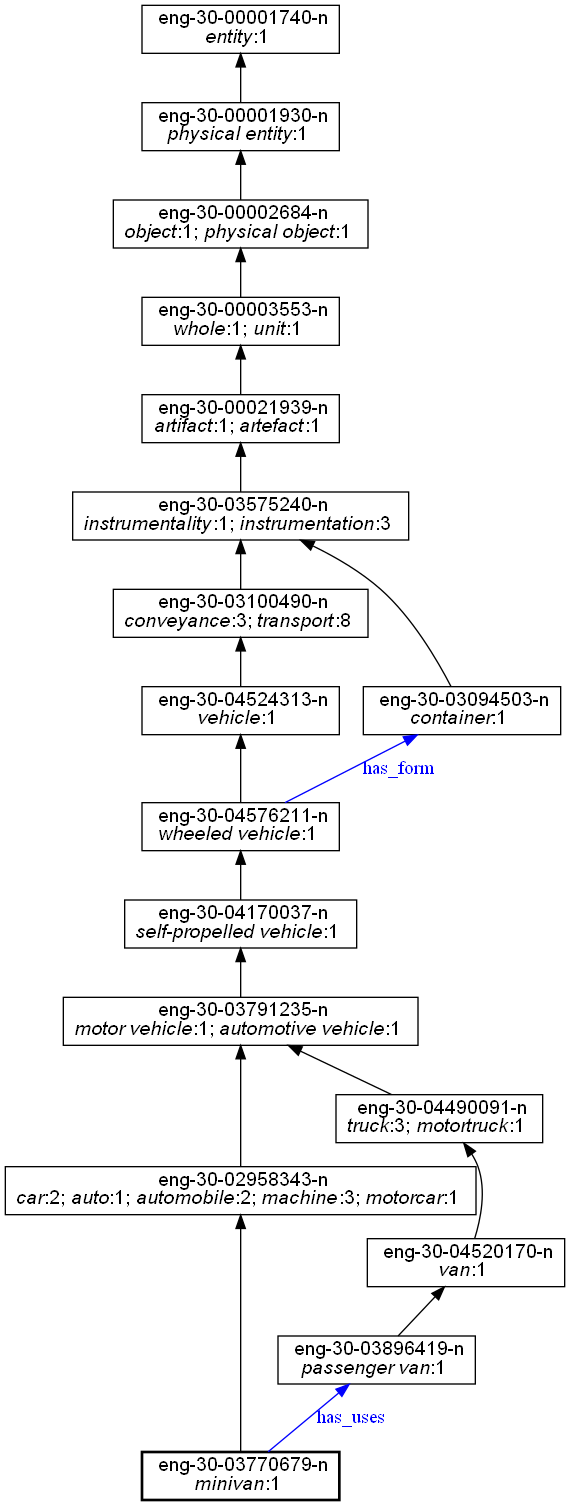 eng-30-00001740-n
entity:1
eng-30-00001930-n
physical entity:1
eng-30-00002684-n
object:1; physical object:1
eng-30-00003553-n
whole:1; unit:1
eng-30-00021939-n
artifact:1; artefact:1
eng-30-03575240-n
instrumentality:1; instrumentation:3
eng-30-03100490-n
conveyance:3; transport:8
eng-30-04524313-n
vehicle:1
eng-30-03094503-n
container:1
has_form
eng-30-04576211-n
wheeled vehicle:1
eng-30-04170037-n
self-propelled vehicle:1
eng-30-03791235-n
motor vehicle:1; automotive vehicle:1
eng-30-04490091-n
truck:3; motortruck:1
eng-30-02958343-n
car:2; auto:1; automobile:2; machine:3; motorcar:1
eng-30-04520170-n
van:1
eng-30-03896419-n
passenger van:1
has_uses
eng-30-03770679-n
minivan:1